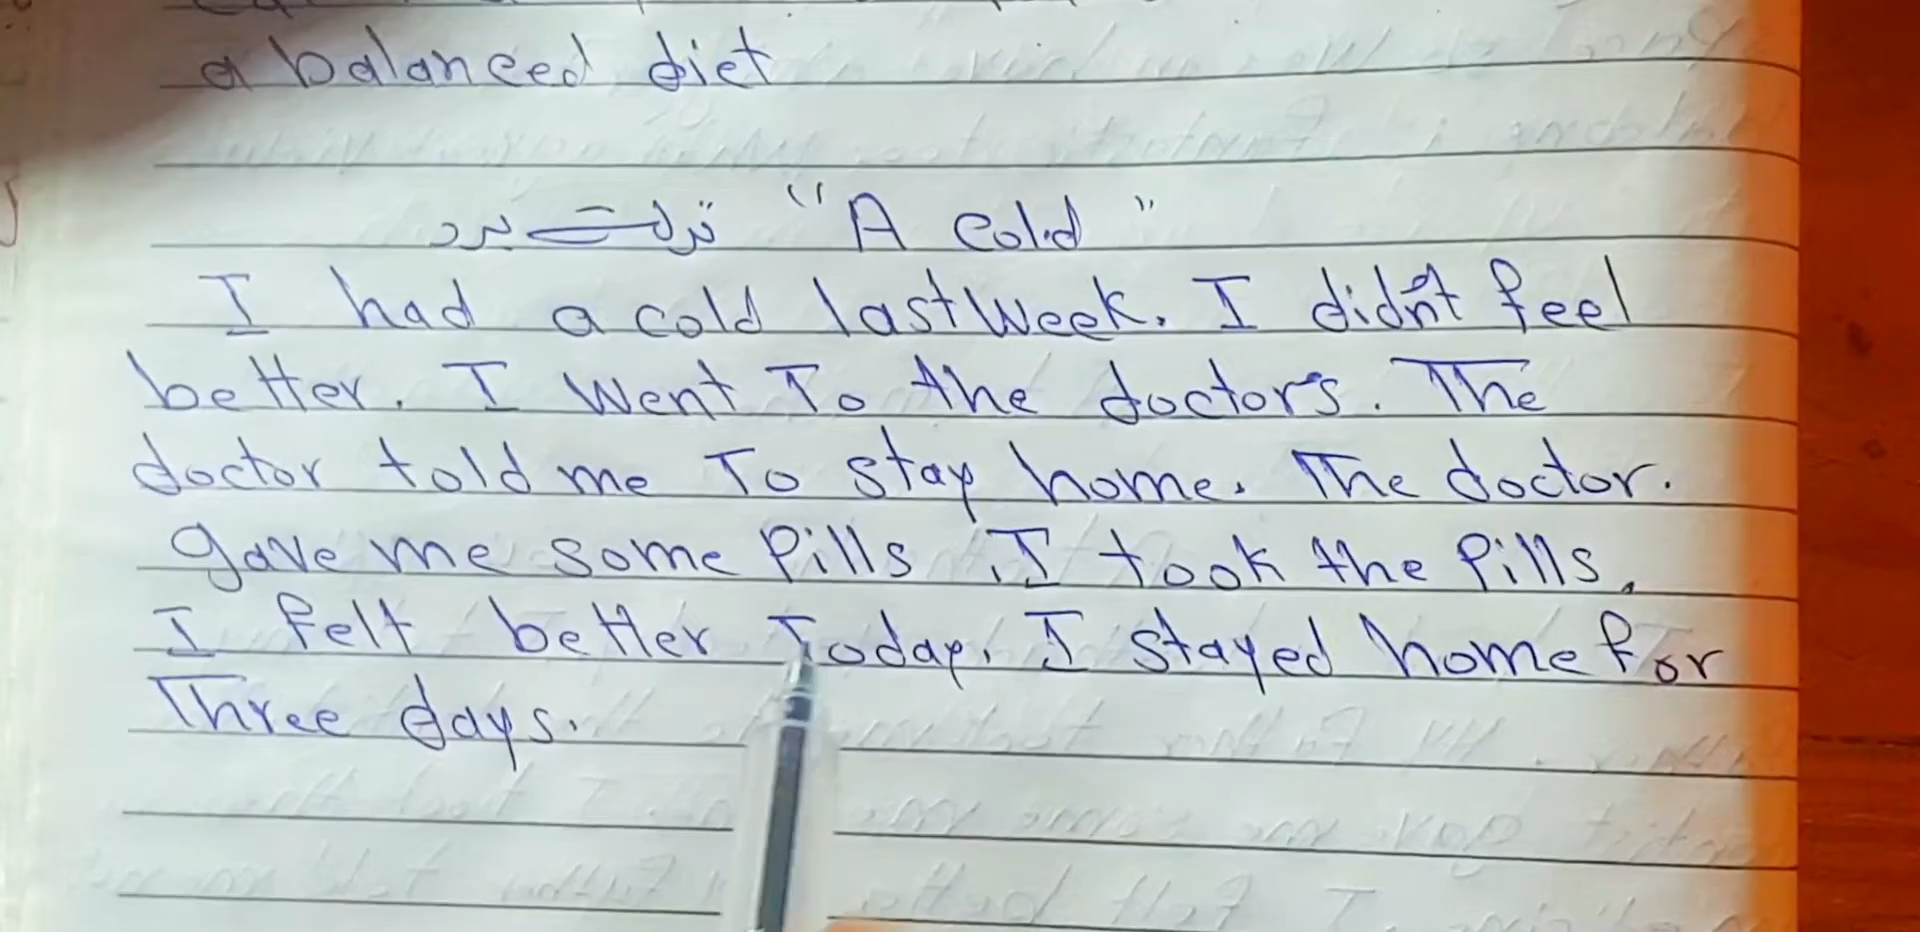 a balanced diet
"A cold" نزلت برد
I had a cold last week. I didn't feel
better. I went To the doctor's. The
doctor told me To stay home. The doctor.
gave me some Pills. I took the Pills.
I felt better Today. I stayed home for
Three days.